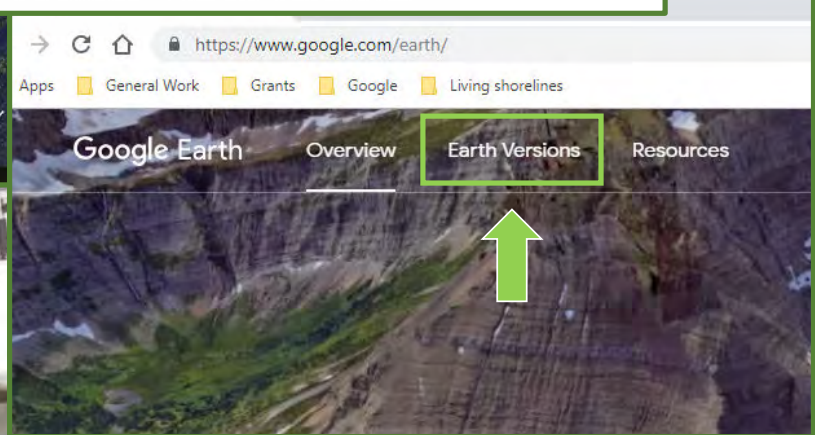 https://www.google.com/earth/
Apps General Work Grants Google Living shorelines
Google Earth Overview Earth Versions Resources